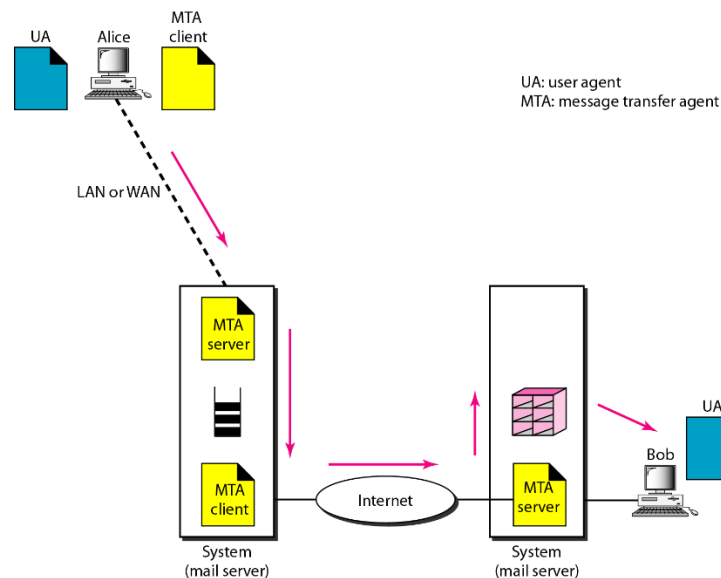 UA
Alice
MTA
client
UA: user agent
MTA: message transfer agent
LAN or WAN
MTA
server
MTA
client
System
(mail server)
Internet
MTA
server
System
(mail server)
UA
Bob